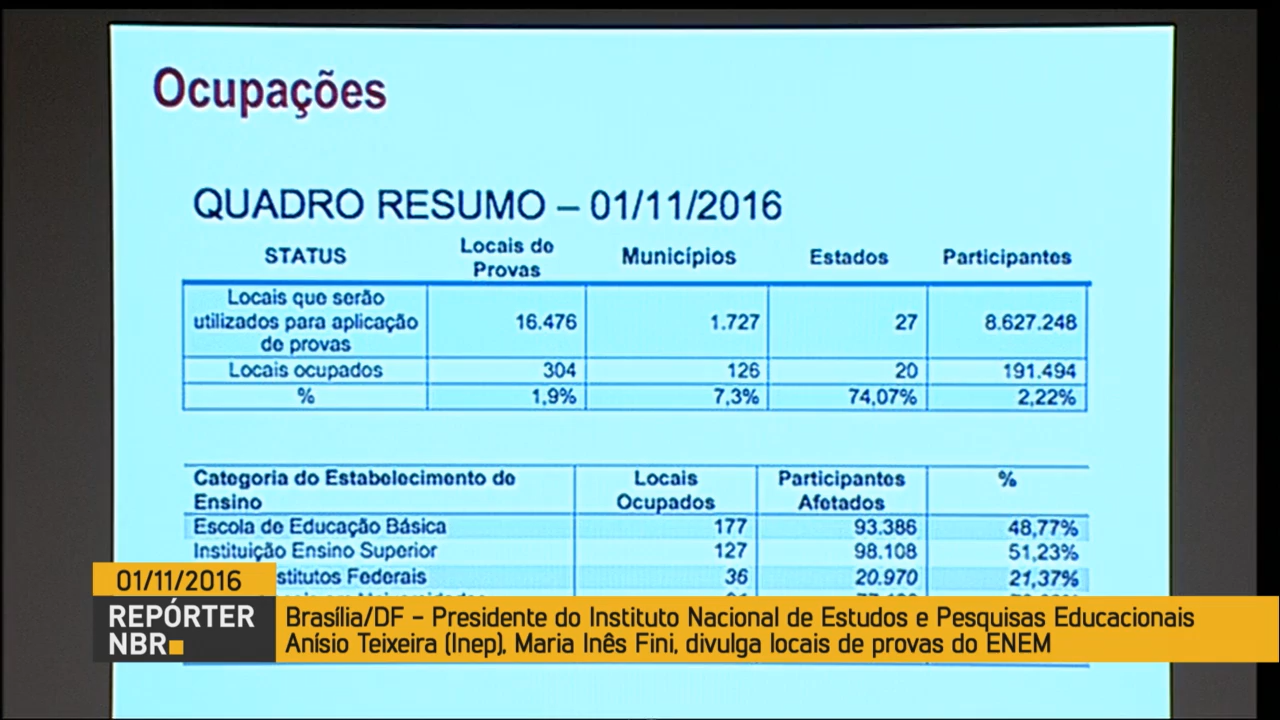 Ocupações
QUADRO RESUMO – 01/11/2016
STATUS Locais de Provas Municípios Estados Participantes
Locais que serão utilizados para aplicação de provas 16.476 1.727 27 8.627.248
Locais ocupados 304 126 20 191.494
% 1,9% 7,3% 74,07% 2,22%
Categoria do Estabelecimento de Ensino Locais Ocupados Participantes Afetados %
Escola de Educação Básica 177 93.386 48,77%
Instituição Ensino Superior 127 98.108 51,23%
Federais 36 20.970 21,37%
01/11/2016
REPÓRTER
NBR
Brasília/DF – Presidente do Instituto Nacional de Estudos e Pesquisas Educacionais
Anísio Teixeira (Inep), Maria Inês Fini, divulga locais de provas do ENEM